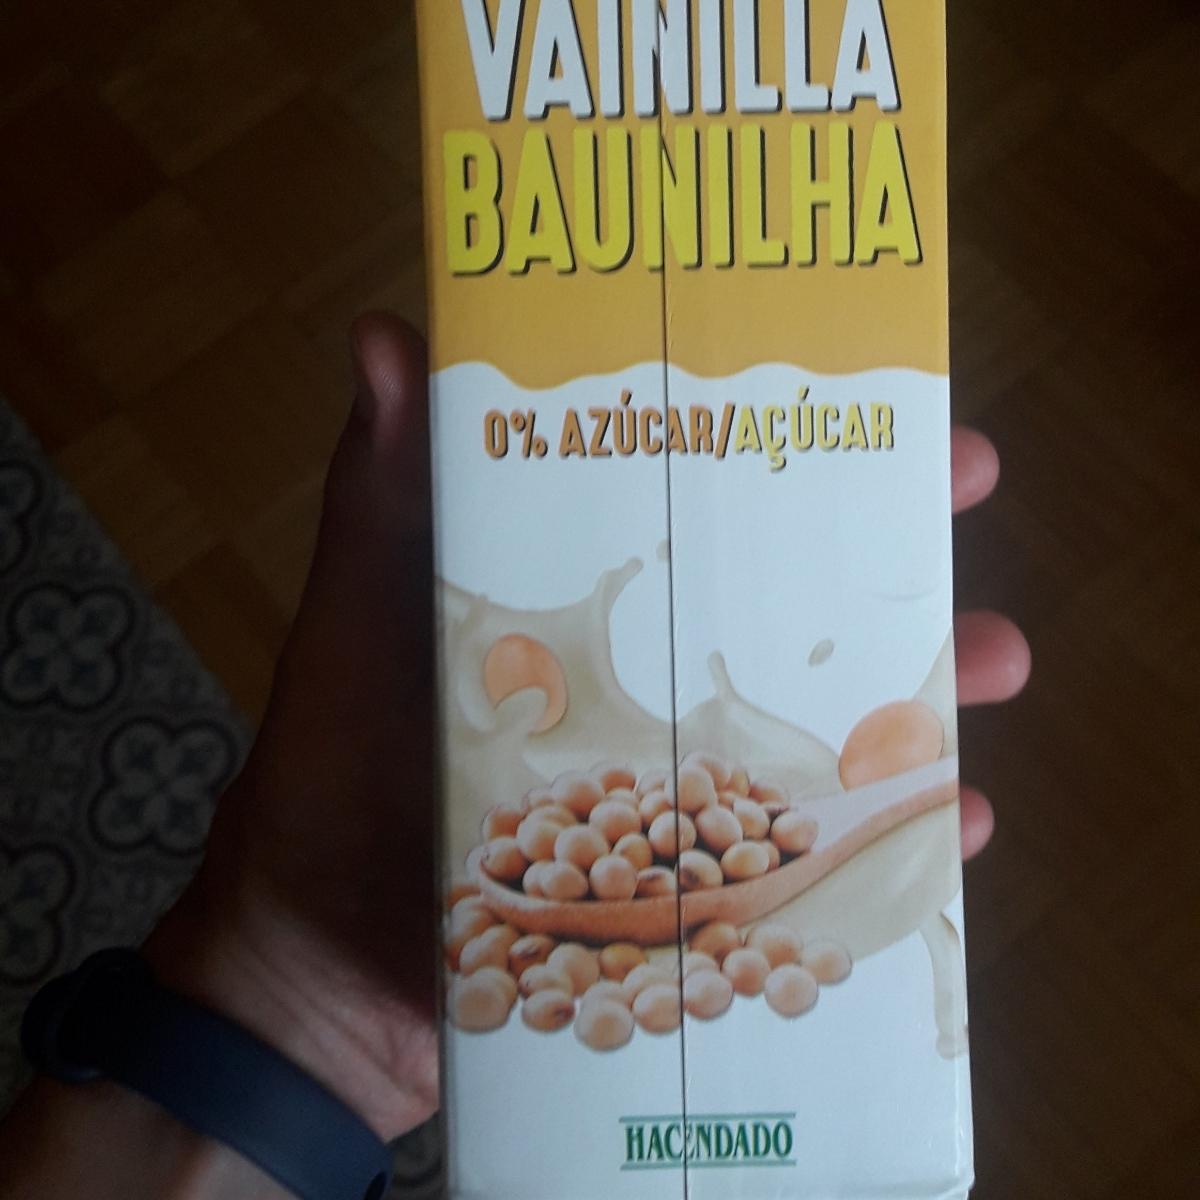 VAINILLA
BAUNILHA
0% AZÚCAR/AÇÚCAR
HACENDADO